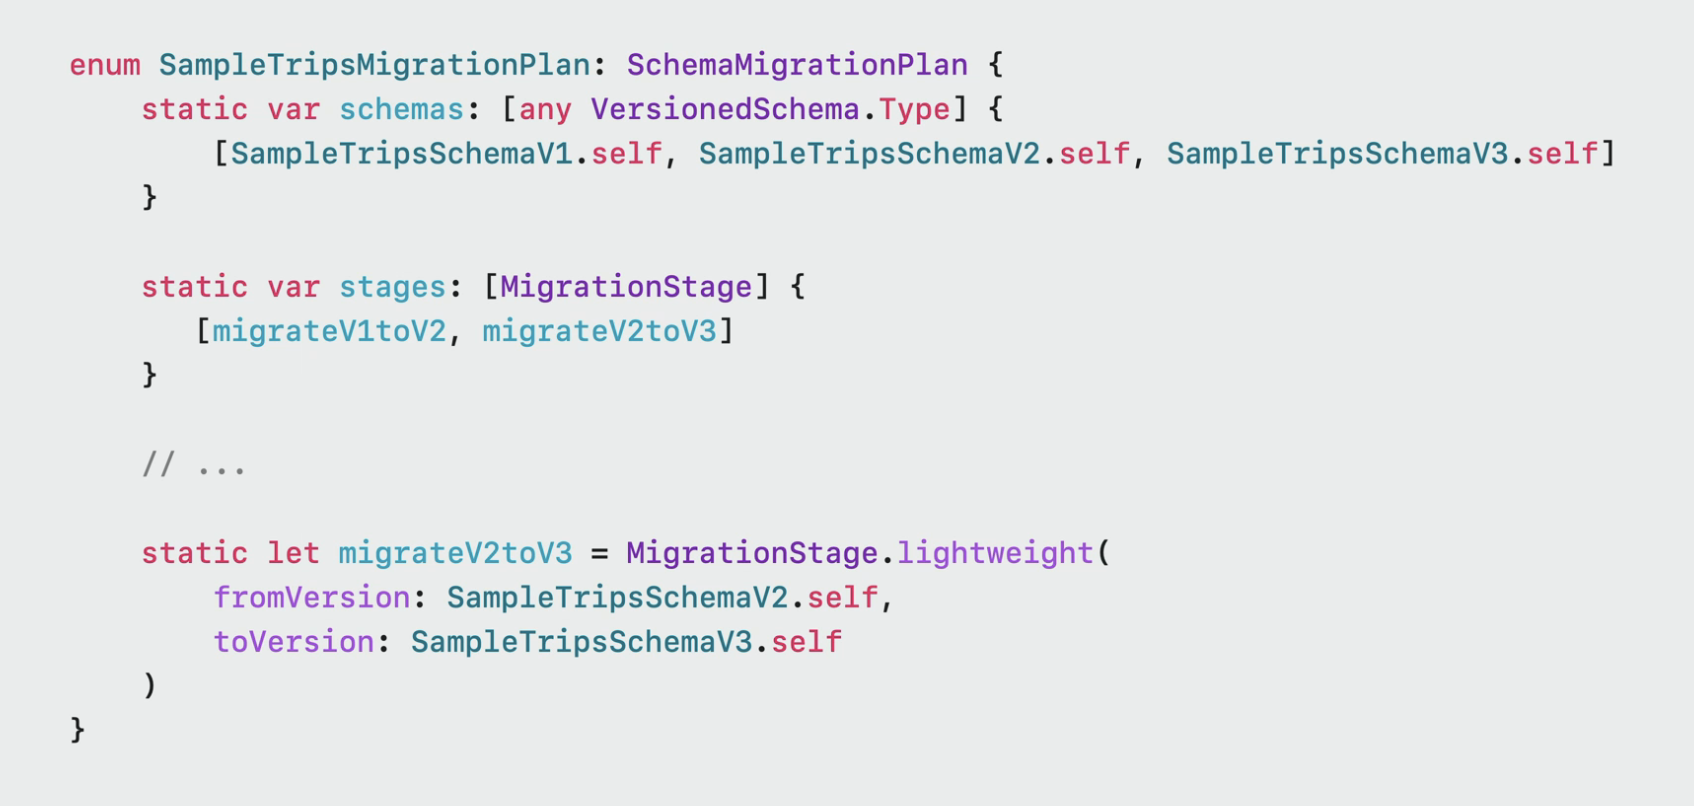 enum SampleTripsMigrationPlan: SchemaMigrationPlan {
    static var schemas: [any VersionedSchema.Type] {
        [SampleTripsSchemaV1.self, SampleTripsSchemaV2.self, SampleTripsSchemaV3.self]
    }

    static var stages: [MigrationStage] {
       [migrateV1toV2, migrateV2toV3]
    }

    // ...

    static let migrateV2toV3 = MigrationStage.lightweight(
        fromVersion: SampleTripsSchemaV2.self,
        toVersion: SampleTripsSchemaV3.self
    )
}